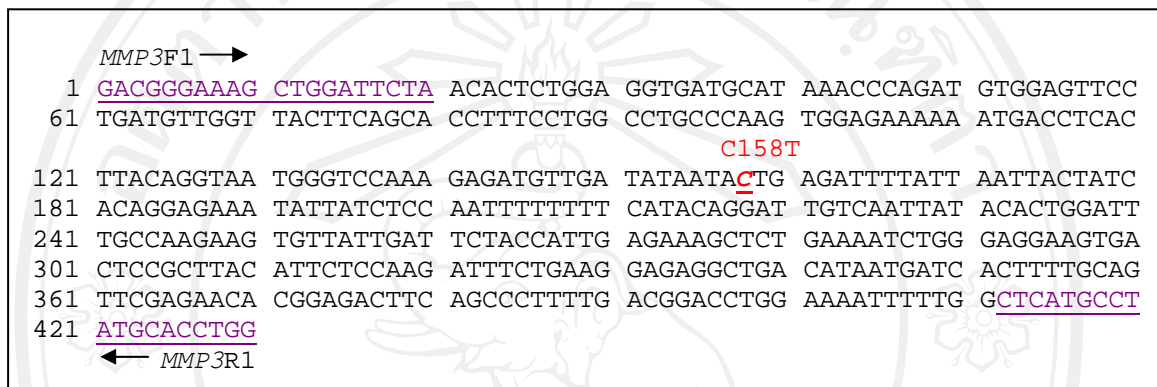 MMP3F1
1 GACGGGAAAG CTGGATTCTA ACACTCTGGA GGTGATGCAT AAACCCAGAT GTGGAGTTCC
61 TGATGTTGGT TACTTCAGCA CCTTTCCTGG CCTGCCCAAG TGGAGAAAAA ATGACCTCAC
C158T
121 TTACAGGTAA TGGGTCCAAA GAGATGTTGA TATAATACTG AGATTTTATT AATTACTATC
181 ACAGGAGAAA TATTATCTCC AATTTTTTTT CATACAGGAT TGTCAATTAT ACACTGGATT
241 TGCCAAGAAG TGTTATTGAT TCTACCATTG AGAAAGCTCT GAAAATCTGG GAGGAAGTGA
301 CTCCGCTTAC ATTCTCCAAG ATTTCTGAAG GAGAGGCTGA CATAATGATC ACTTTTGCAG
361 TTCGAGAACA CGGAGACTTC AGCCCTTTTG ACGGACCTGG AAAATTTTTG GCTCATGCCT
421 ATGCACCTGG
MMP3R1